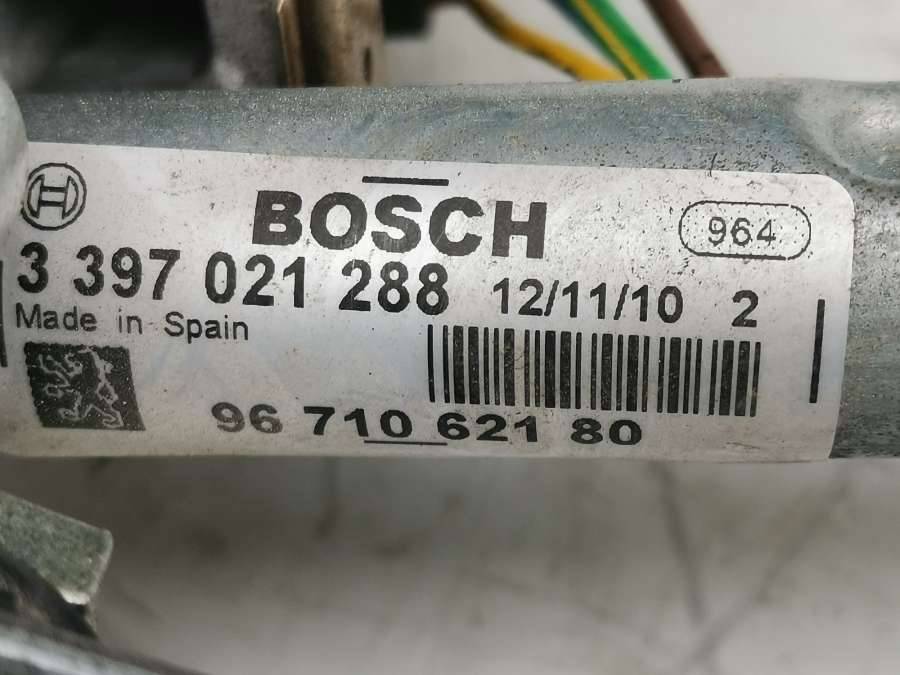 BOSCH 964
3 397 021 288 12/11/10 2
Made in Spain
96 710 621 80